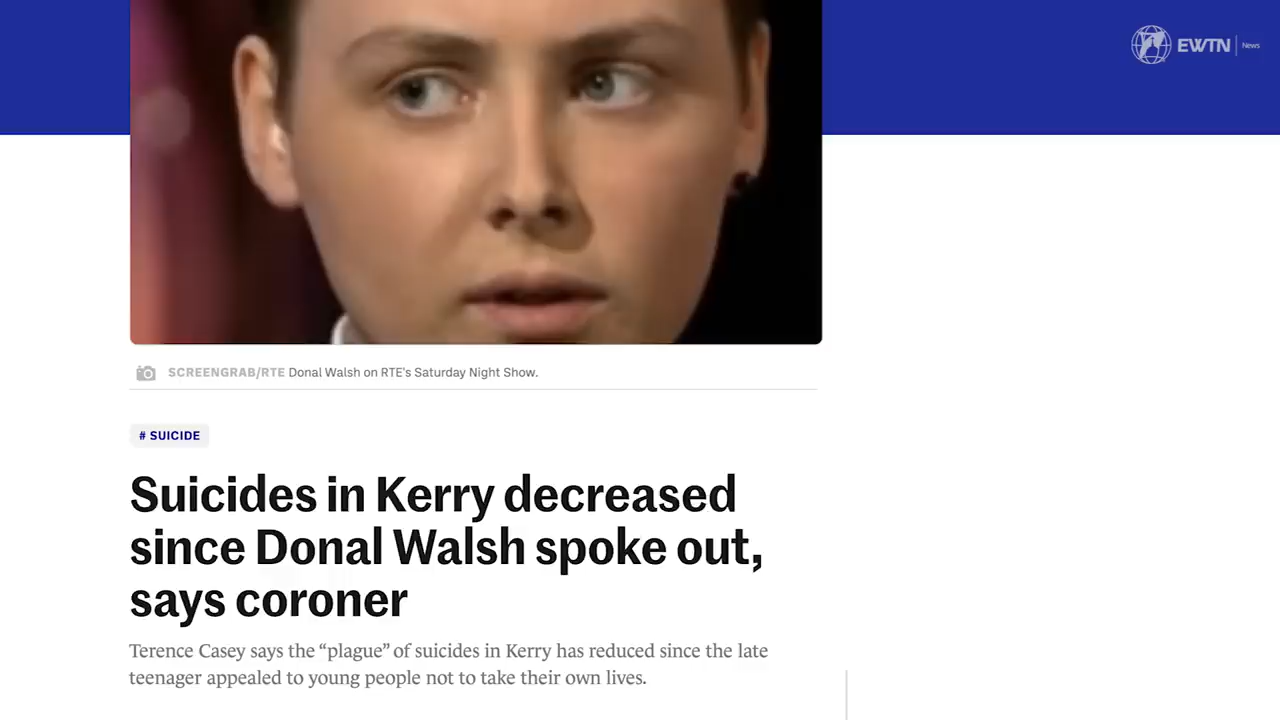 EWTN News
SCREENGRAB/RTE Donal Walsh on RTE's Saturday Night Show.
# SUICIDE
Suicides in Kerry decreased
since Donal Walsh spoke out,
says coroner
Terence Casey says the “plague” of suicides in Kerry has reduced since the late
teenager appealed to young people not to take their own lives.